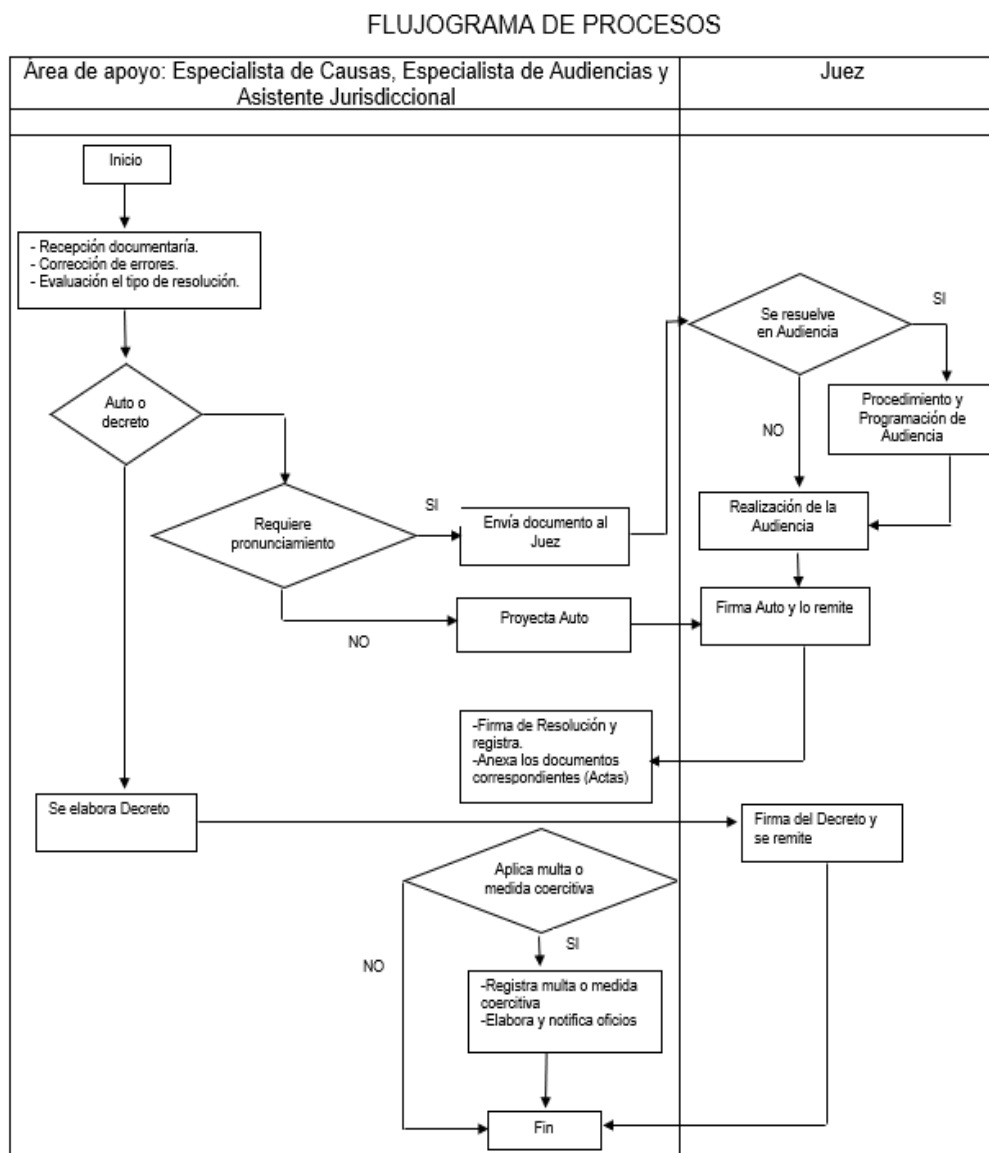 FLUJOGRAMA DE PROCESOS
Área de apoyo: Especialista de Causas, Especialista de Audiencias y
Asistente Jurisdiccional
Juez
Inicio
- Recepción documentaría.
- Corrección de errores.
- Evaluación el tipo de resolución.
Se resuelve
en Audiencia
SI
Auto o
decreto
Procedimiento y
Programación de
Audiencia
NO
Requiere
pronunciamiento
SI
Envía documento al
Juez
Realización de la
Audiencia
NO
Proyecta Auto
Firma Auto y lo remite
-Firma de Resolución y
registra.
-Anexa los documentos
correspondientes (Actas)
Se elabora Decreto
Firma del Decreto y
se remite
Aplica multa o
medida coercitiva
NO
SI
-Registra multa o medida
coercitiva
-Elabora y notifica oficios
Fin